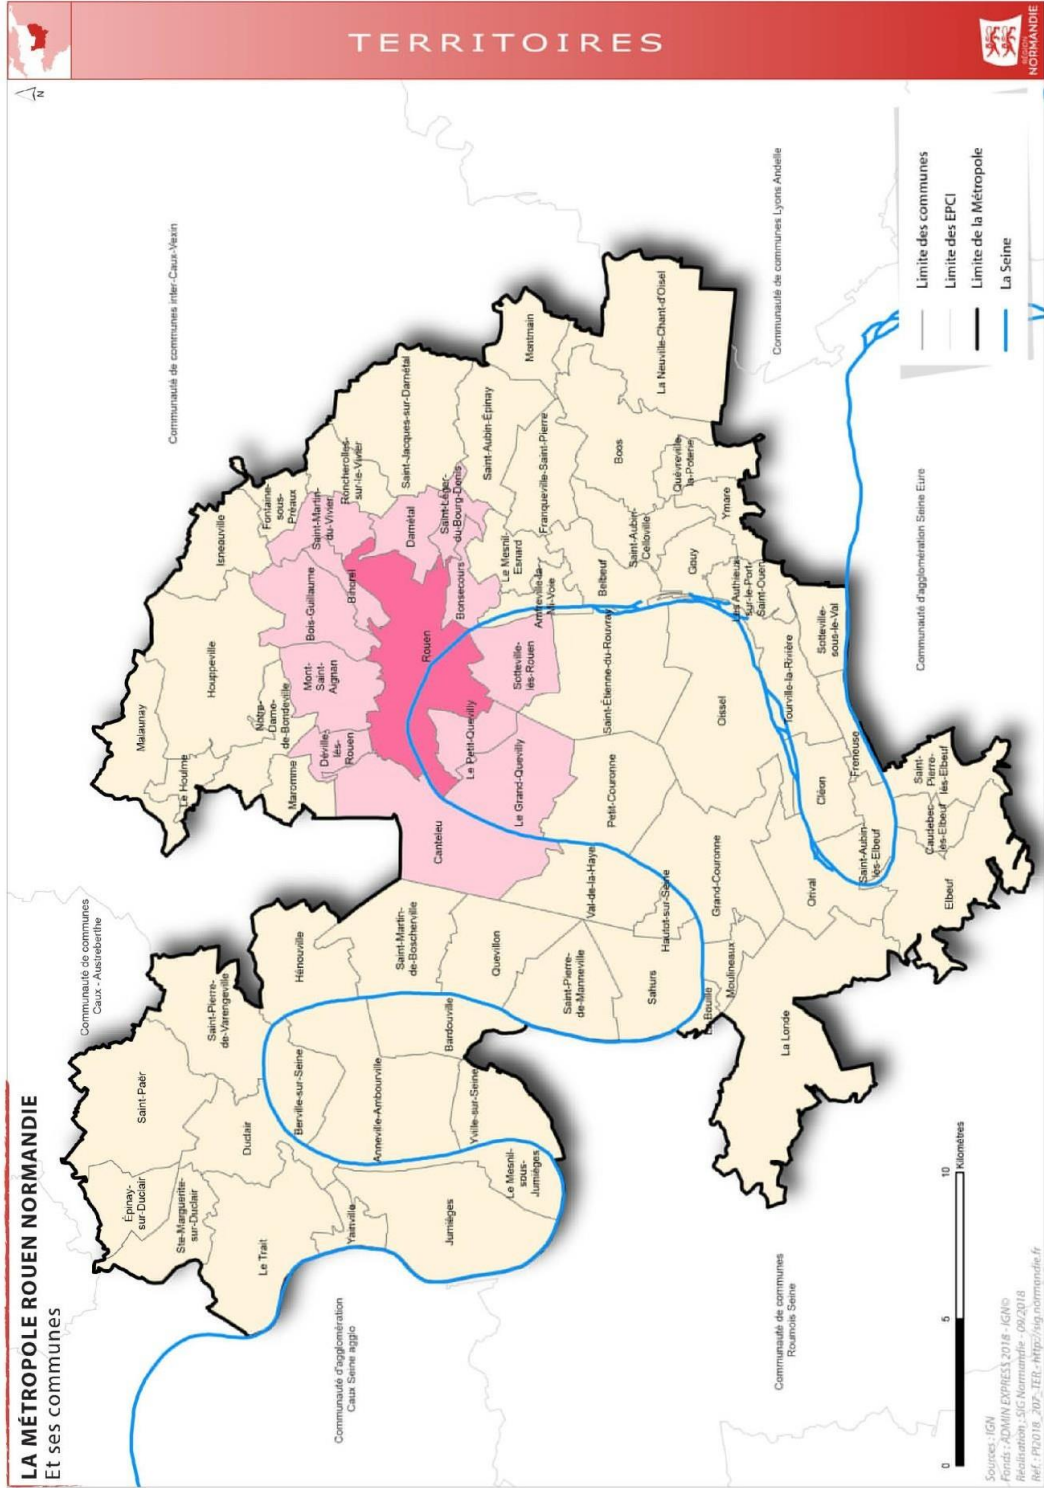 LA MÉTROPOLE ROUEN NORMANDIE
Et ses communes
TERRITOIRES
RÉGION
NORMANDIE
N
Communauté de communes
Caux - Austreberthe
Communauté de communes inter-Caux-Vexin
Communauté d'agglomération
Caux Seine agglo
Communauté de communes
Roumois Seine
Communauté d'agglomération Seine Eure
Communauté de communes Lyons Andelle
Épinay-
sur-Duclair
Ste-Marguerite-
sur-Duclair
Saint-Paër
Le Trait
Duclair
Saint-Pierre-
de-Varengeville
Yainville
Jumièges
Le Mesnil-
sous-
Jumièges
Berville-sur-Seine
Anneville-Ambourville
Yville-sur-Seine
Bardouville
Hénouville
Saint-Martin-
de-Boscherville
Quevillon
Saint-Pierre-
de-Manneville
Sahurs
Hautot-sur-Seine
Val-de-la-Haye
La Bouille
Moulineaux
La Londe
Grand-Couronne
Petit-Couronne
Orival
Elbeuf
Caudebec-
lès-Elbeuf
Saint-
Pierre-
lès-Elbeuf
Saint-Aubin-
lès-Elbeuf
Cléon
Freneuse
Tourville-la-Rivière
Sotteville-
sous-le-Val
Oissel
Saint-Étienne-du-Rouvray
Canteleu
Le Grand-Quevilly
Le Petit-Quevilly
Sotteville-
lès-Rouen
Rouen
Malaunay
Le Houlme
Houppeville
Notre-
Dame-
de-Bondeville
Maromme
Déville-
lès-
Rouen
Mont-
Saint-
Aignan
Bois-Guillaume
Bihorel
Isneauville
Fontaine-
sous-
Préaux
Saint-Martin-
du-Vivier
Roncherolles-
sur-le-Vivier
Darnétal
Saint-Jacques-sur-Darnétal
Saint-Léger-
du-Bourg-Denis
Bonsecours
Saint-Aubin-Épinay
Montmain
Le Mesnil-
Esnard
Franqueville-Saint-Pierre
Amfreville-la-
Mi-Voie
Belbeuf
Saint-Aubin-
Celloville
Boos
La Neuville-Chant-d'Oisel
Gouy
Quévreville-
la-Poterie
Ymare
Les Authieux-
sur-le-Port-
Saint-Ouen
Limite des communes
Limite des EPCI
Limite de la Métropole
La Seine
0 5 10
Kilomètres
Sources : IGN
Fonds : ADMIN EXPRESS 2018 - IGN©
Réalisation : SIG Normandie - 09/2018
Réf. : PI2018_207_TER - http://sig.normandie.fr